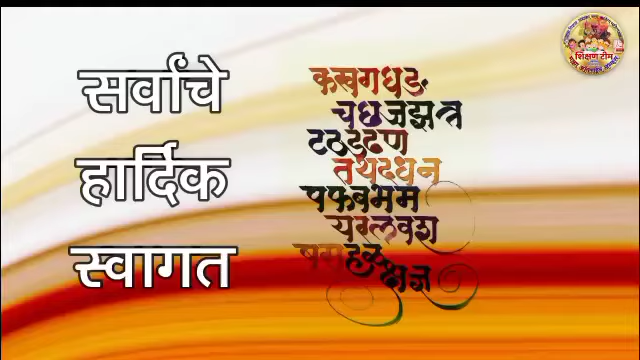 सर्वांचे
हार्दिक
स्वागत
कखगघङ
चछजझञ
टठडढण
तथदधन
पफबभम
यरलवश
षसहळक्षज्ञ
शिक्षण टीम